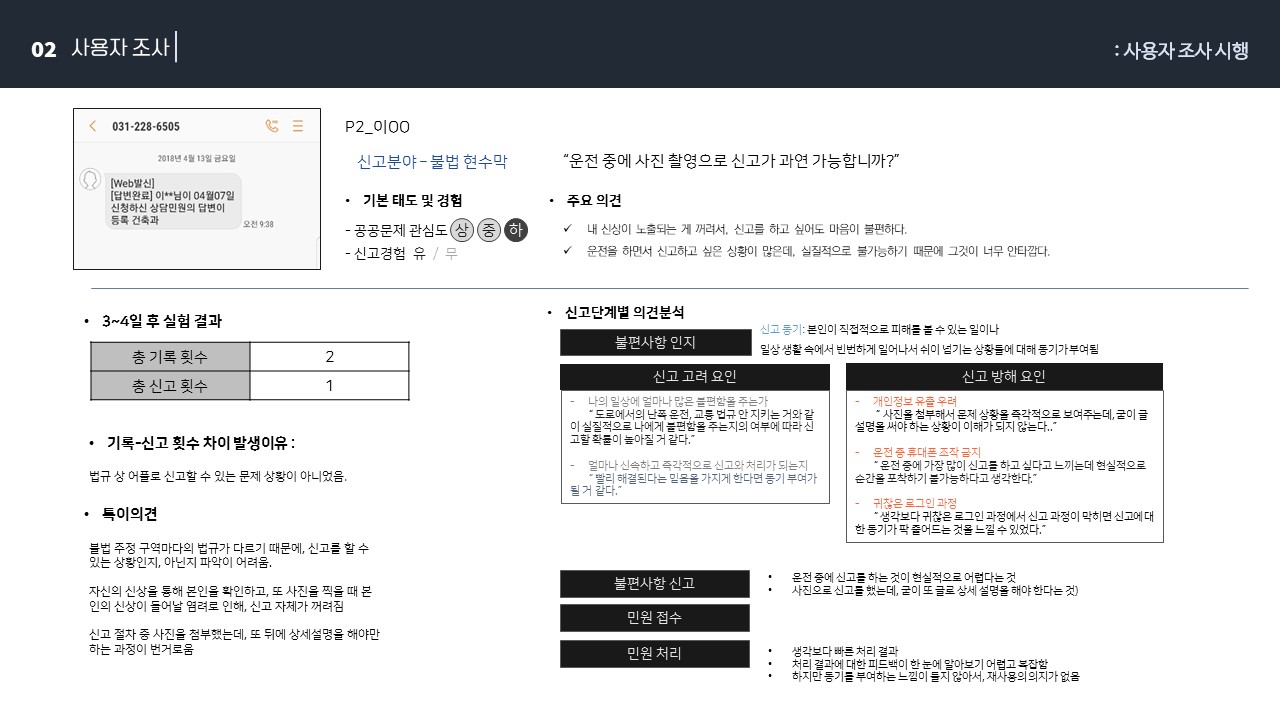 02 사용자 조사
: 사용자 조사 시행
031-228-6505
2018년 4월 13일 금요일
[Web발신]
[답변완료] 이**님이 04월07일
신청하신 상담민원의 답변이
등록 건축과
오전 9:38
P2_이OO
신고분야 – 불법 현수막
“운전 중에 사진 촬영으로 신고가 과연 가능합니까?”
• 기본 태도 및 경험
- 공공문제 관심도 상 중 하
- 신고경험 유 / 무
• 주요 의견
✓ 내 신상이 노출되는 게 꺼려서, 신고를 하고 싶어도 마음이 불편하다.
✓ 운전을 하면서 신고하고 싶은 상황이 많은데, 실질적으로 불가능하기 때문에 그것이 너무 안타깝다.
• 3~4일 후 실험 결과
총 기록 횟수 2
총 신고 횟수 1
• 기록-신고 횟수 차이 발생이유 :
법규 상 어플로 신고할 수 있는 문제 상황이 아니었음.
• 특이의견
불법 주정 구역마다의 법규가 다르기 때문에, 신고를 할 수
있는 상황인지, 아닌지 파악이 어려움.
자신의 신상을 통해 본인을 확인하고, 또 사진을 찍을 때 본
인의 신상이 들어날 염려로 인해, 신고 자체가 꺼려짐
신고 절차 중 사진을 첨부했는데, 또 뒤에 상세설명을 해야만
하는 과정이 번거로움
• 신고단계별 의견분석
불편사항 인지
신고 동기: 본인이 직접적으로 피해를 볼 수 있는 일이나
일상 생활 속에서 빈번하게 일어나서 쉬이 넘기는 상황들에 대해 동기가 부여됨
신고 고려 요인
- 나의 일상에 얼마나 많은 불편함을 주는가
“ 도로에서의 난폭 운전, 교통 법규 안 지키는 거와 같
이 실질적으로 나에게 불편함을 주는지의 여부에 따라 신
고할 확률이 높아질 거 같다.”
- 얼마나 신속하고 즉각적으로 신고와 처리가 되는지
“ 빨리 해결된다는 믿음을 가지게 한다면 동기 부여가
될 거 같다.”
신고 방해 요인
- 개인정보 유출 우려
“ 사진을 첨부해서 문제 상황을 즉각적으로 보여주는데, 굳이 글
설명을 써야 하는 상황이 이해가 되지 않는다..”
- 운전 중 휴대폰 조작 금지
“ 운전 중에 가장 많이 신고를 하고 싶다고 느끼는데 현실적으로
순간을 포착하기 불가능하다고 생각한다.”
- 귀찮은 로그인 과정
“ 생각보다 귀찮은 로그인 과정에서 신고 과정이 막히면 신고에 대
한 동기가 팍 줄어드는 것을 느낄 수 있었다.”
불편사항 신고
• 운전 중에 신고를 하는 것이 현실적으로 어렵다는 것
• 사진으로 신고를 했는데, 굳이 또 글로 상세 설명을 해야 한다는 것)
민원 접수
민원 처리
• 생각보다 빠른 처리 결과
• 처리 결과에 대한 피드백이 한 눈에 알아보기 어렵고 복잡함
• 하지만 동기를 부여하는 느낌이 들지 않아서, 재사용의 의지가 없음